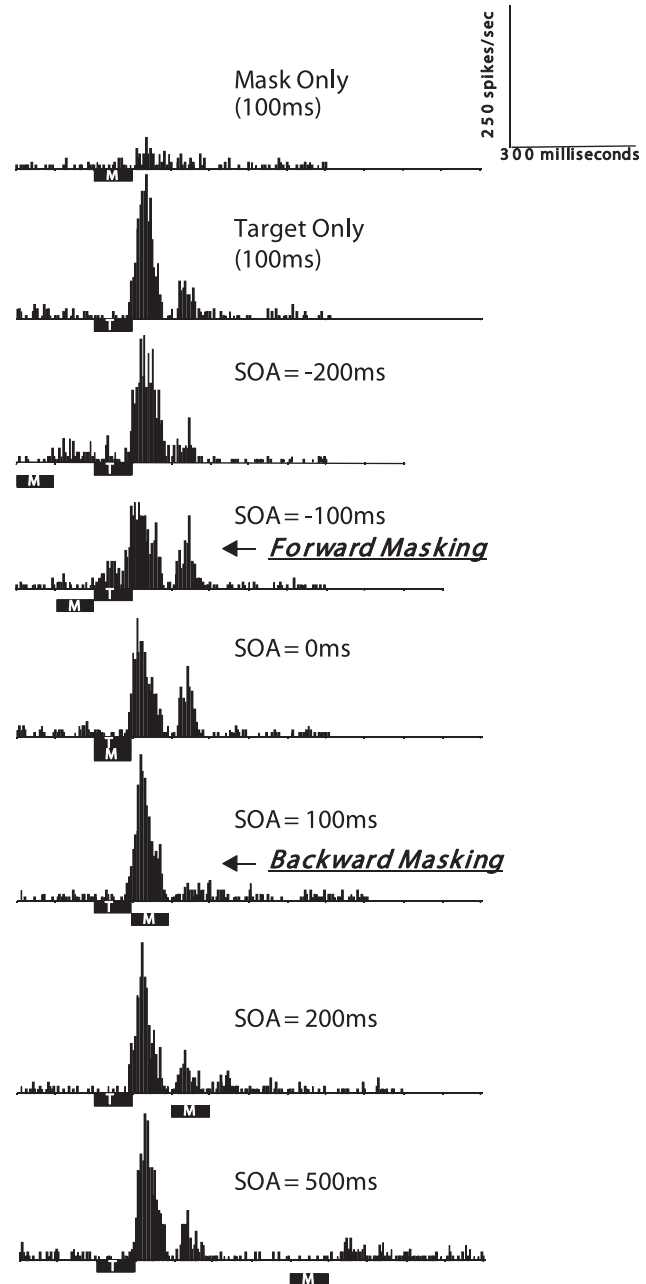 250 spikes/sec
300 milliseconds
Mask Only
(100ms)
M
Target Only
(100ms)
T
SOA = -200ms
T
M
SOA = -100ms
Forward Masking
T
M
SOA = 0ms
T
M
SOA = 100ms
Backward Masking
T
M
SOA = 200ms
T
M
SOA = 500ms
T
M